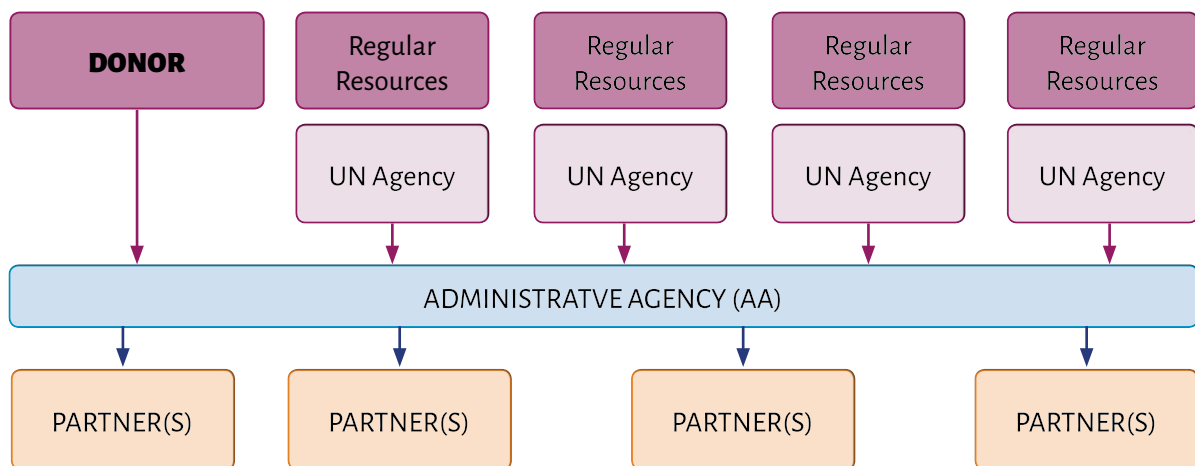 DONOR
Regular
Resources
Regular
Resources
Regular
Resources
Regular
Resources
UN Agency
UN Agency
UN Agency
UN Agency
ADMINISTRATVE AGENCY (AA)
PARTNER(S)
PARTNER(S)
PARTNER(S)
PARTNER(S)